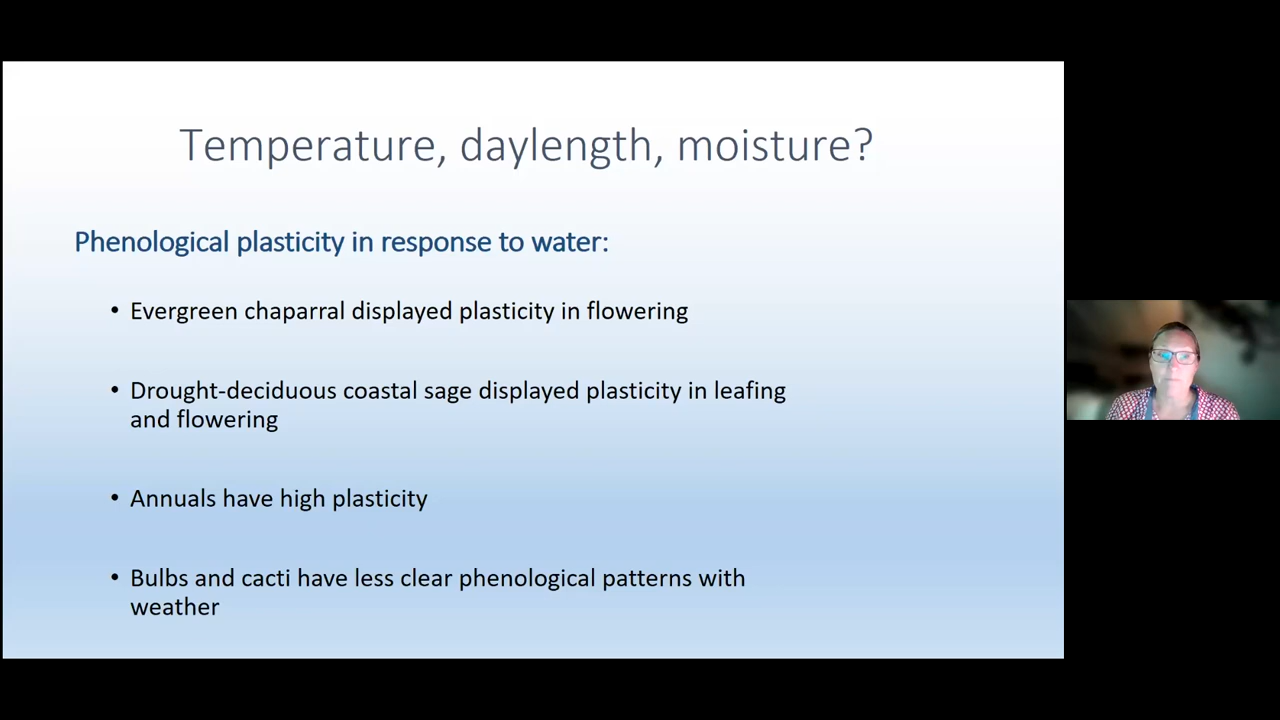 Temperature, daylength, moisture?
Phenological plasticity in response to water:
• Evergreen chaparral displayed plasticity in flowering
• Drought-deciduous coastal sage displayed plasticity in leafing
and flowering
• Annuals have high plasticity
• Bulbs and cacti have less clear phenological patterns with
weather